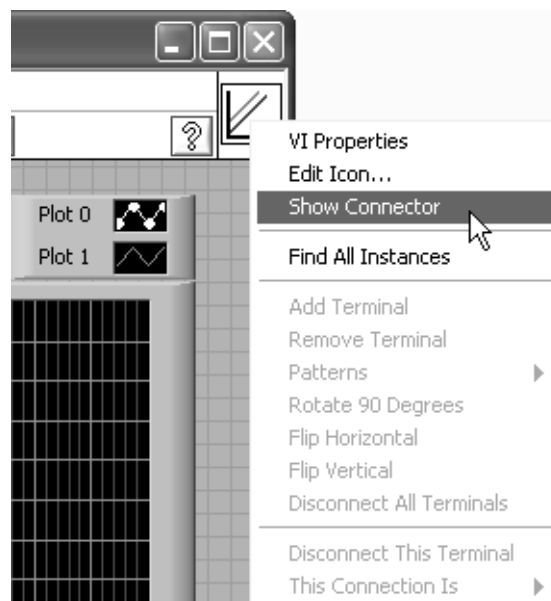 ?
VI Properties
Edit Icon...
Show Connector
Plot 0
Plot 1
Find All Instances
Add Terminal
Remove Terminal
Patterns
Rotate 90 Degrees
Flip Horizontal
Flip Vertical
Disconnect All Terminals
Disconnect This Terminal
This Connection Is